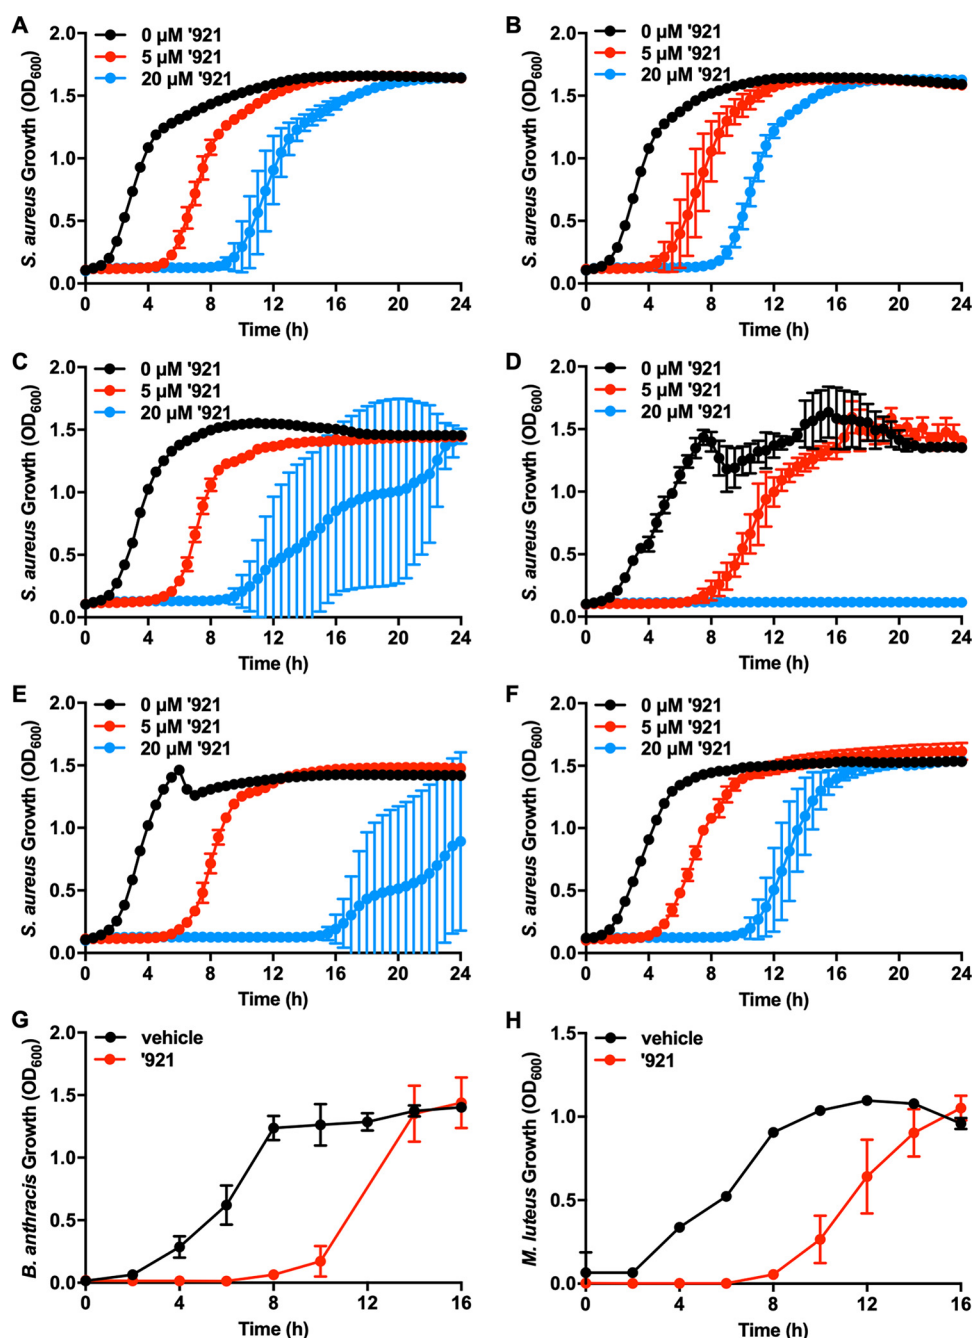 A
0 µM '921
5 µM '921
20 µM '921
S. aureus Growth (OD600)
2.0
1.5
1.0
0.5
0.0
0 4 8 12 16 20 24
Time (h)
B
0 µM '921
5 µM '921
20 µM '921
S. aureus Growth (OD600)
2.0
1.5
1.0
0.5
0.0
0 4 8 12 16 20 24
Time (h)
C
0 µM '921
5 µM '921
20 µM '921
S. aureus Growth (OD600)
2.0
1.5
1.0
0.5
0.0
0 4 8 12 16 20 24
Time (h)
D
0 µM '921
5 µM '921
20 µM '921
S. aureus Growth (OD600)
2.0
1.5
1.0
0.5
0.0
0 4 8 12 16 20 24
Time (h)
E
0 µM '921
5 µM '921
20 µM '921
S. aureus Growth (OD600)
2.0
1.5
1.0
0.5
0.0
0 4 8 12 16 20 24
Time (h)
F
0 µM '921
5 µM '921
20 µM '921
S. aureus Growth (OD600)
2.0
1.5
1.0
0.5
0.0
0 4 8 12 16 20 24
Time (h)
G
vehicle
'921
B. anthracis Growth (OD600)
2.0
1.5
1.0
0.5
0.0
0 4 8 12 16
Time (h)
H
vehicle
'921
M. luteus Growth (OD600)
1.5
1.0
0.5
0.0
0 4 8 12 16
Time (h)